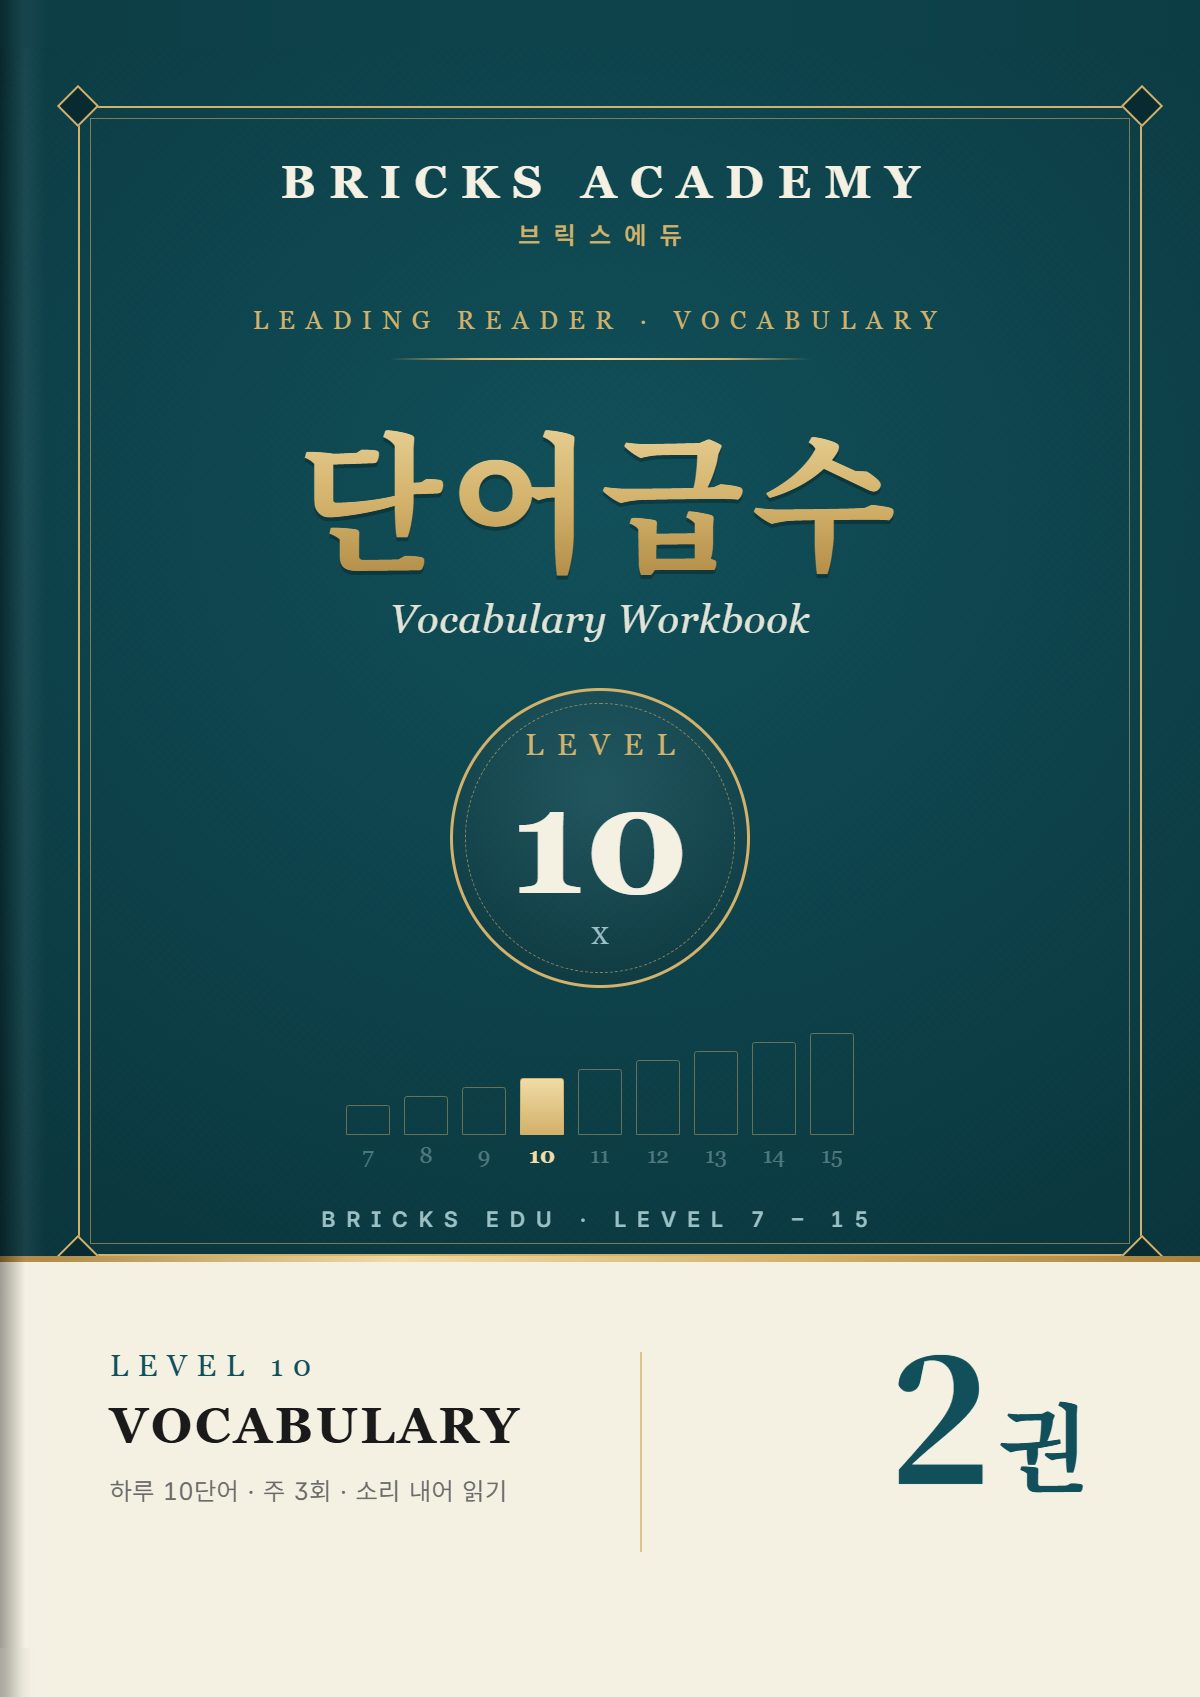 BRICKS ACADEMY
브릭스에듀
LEADING READER · VOCABULARY
단어급수
Vocabulary Workbook
LEVEL
10
X
7 8 9 10 11 12 13 14 15
BRICKS EDU · LEVEL 7 – 15
LEVEL 10
VOCABULARY
하루 10단어 · 주 3회 · 소리 내어 읽기
2권